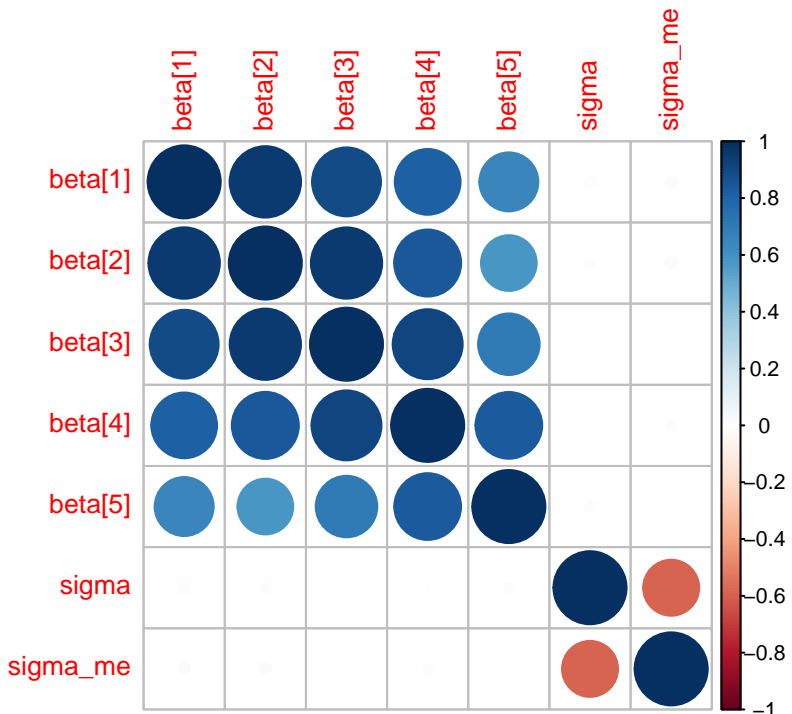 beta[1] beta[2] beta[3] beta[4] beta[5] sigma sigma_me
beta[1]
beta[2]
beta[3]
beta[4]
beta[5]
sigma
sigma_me
1
0.8
0.6
0.4
0.2
0
−0.2
−0.4
−0.6
−0.8
−1